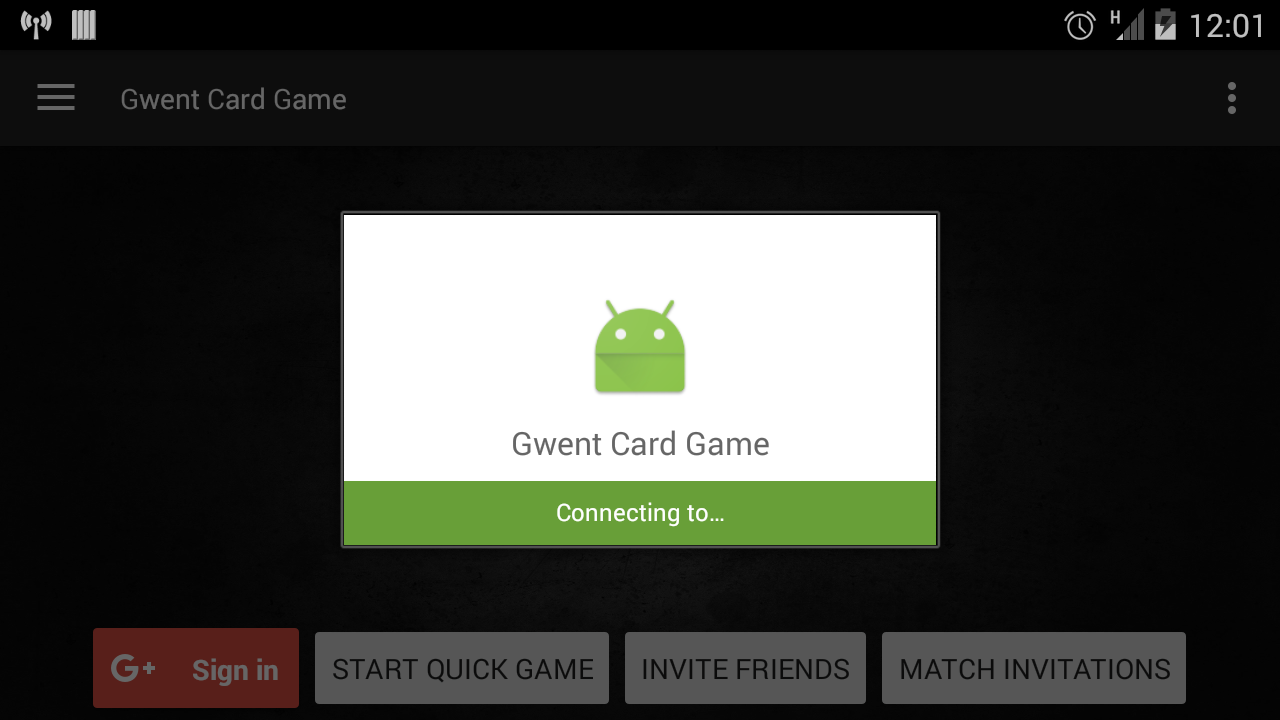 H 12:01
Gwent Card Game
Gwent Card Game
Connecting to…
G+ Sign in
START QUICK GAME
INVITE FRIENDS
MATCH INVITATIONS